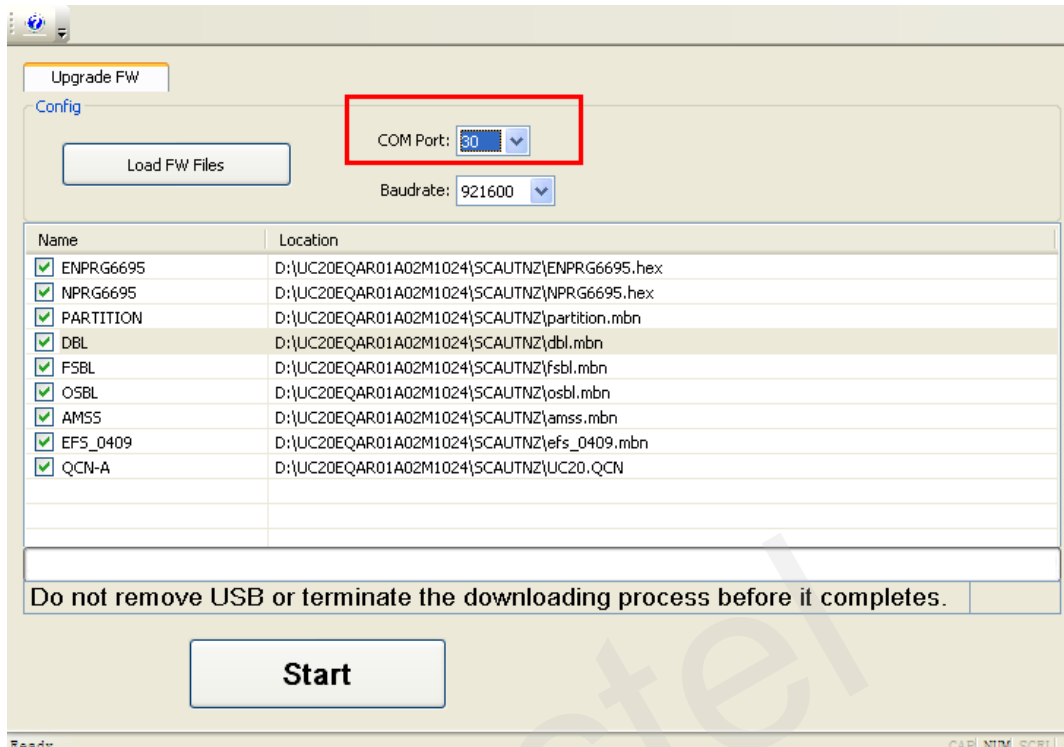 Upgrade FW
Config
COM Port: 30
Load FW Files
Baudrate: 921600
Name Location
ENPRG6695 D:\UC20EQAR01A02M1024\SCAUTNZ\ENPRG6695.hex
NPRG6695 D:\UC20EQAR01A02M1024\SCAUTNZ\NPRG6695.hex
PARTITION D:\UC20EQAR01A02M1024\SCAUTNZ\partition.mbn
DBL D:\UC20EQAR01A02M1024\SCAUTNZ\dbl.mbn
FSBL D:\UC20EQAR01A02M1024\SCAUTNZ\fsbl.mbn
OSBL D:\UC20EQAR01A02M1024\SCAUTNZ\osbl.mbn
AMSS D:\UC20EQAR01A02M1024\SCAUTNZ\amss.mbn
EFS_0409 D:\UC20EQAR01A02M1024\SCAUTNZ\efs_0409.mbn
QCN-A D:\UC20EQAR01A02M1024\SCAUTNZ\UC20.QCN
Do not remove USB or terminate the downloading process before it completes.
Start
Ready CAP NUM SCRL